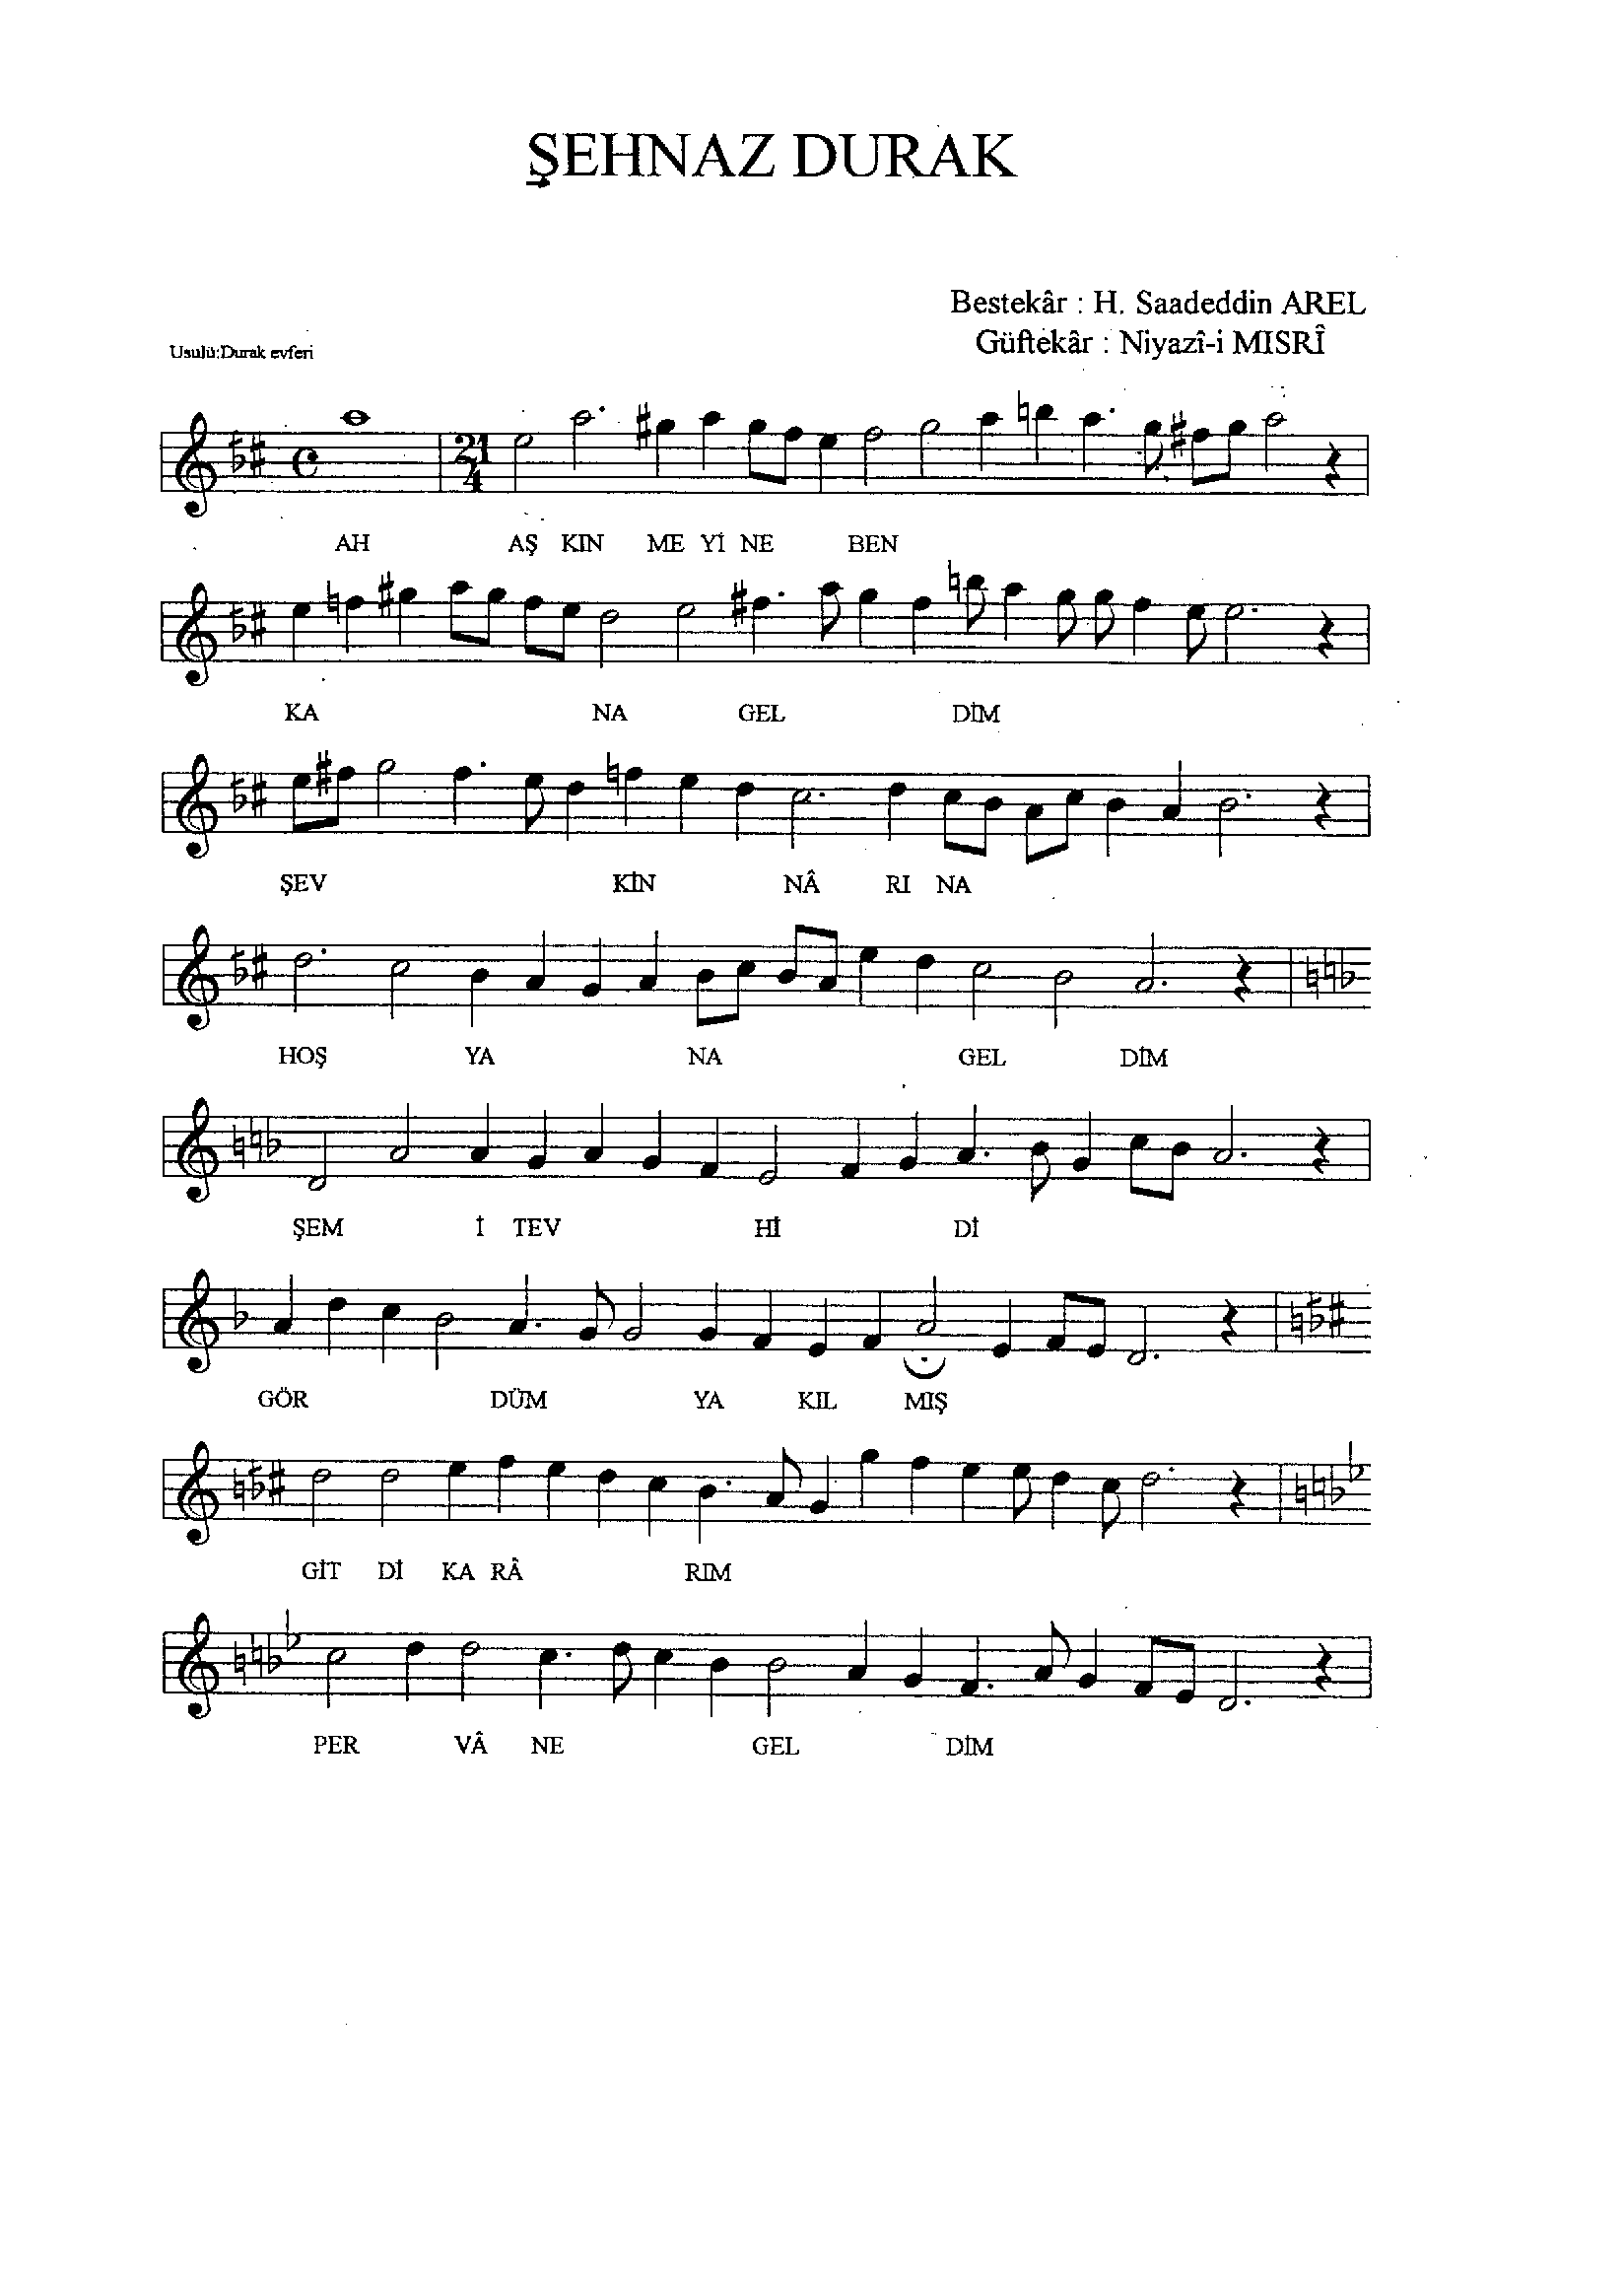 ŞEHNAZ DURAK
Bestekâr : H. Saadeddin AREL
Güftekâr : Niyazî-i MISRÎ
Usulü:Durak evferi
21
4
AH AŞ KIN ME Yİ NE BEN
KA NA GEL DİM
ŞEV KİN NÂ RI NA
HOŞ YA NA GEL DİM
ŞEM İ TEV Hİ Dİ
GÖR DÜM YA KIL MIŞ
GİT Dİ KA RÂ RIM
PER VÂ NE GEL DİM